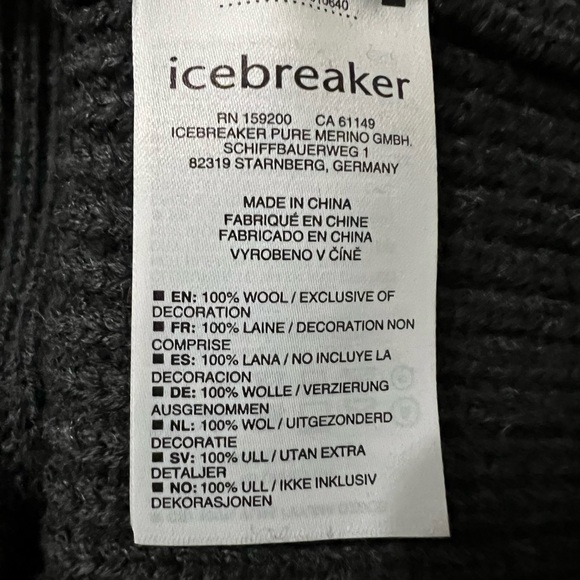 icebreaker
RN 159200 CA 61149
ICEBREAKER PURE MERINO GMBH,
SCHIFFBAUERWEG 1
82319 STARNBERG, GERMANY
MADE IN CHINA
FABRIQUÉ EN CHINE
FABRICADO EN CHINA
VYROBENO V ČÍNĚ
EN: 100% WOOL / EXCLUSIVE OF
DECORATION
FR: 100% LAINE / DECORATION NON
COMPRISE
ES: 100% LANA / NO INCLUYE LA
DECORACION
DE: 100% WOLLE / VERZIERUNG
AUSGENOMMEN
NL: 100% WOL / UITGEZONDERD
DECORATIE
SV: 100% ULL / UTAN EXTRA
DETALJER
NO: 100% ULL / IKKE INKLUSIV
DEKORASJONEN